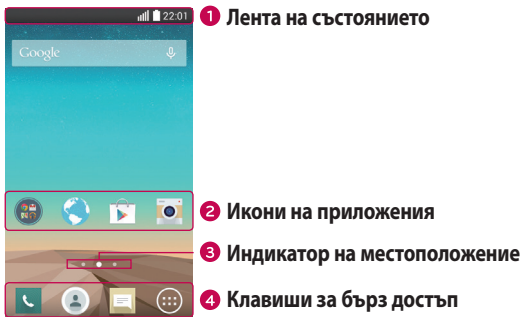 22:01
1 Лента на състоянието
Google
2 Икони на приложения
3 Индикатор на местоположение
4 Клавиши за бърз достъп